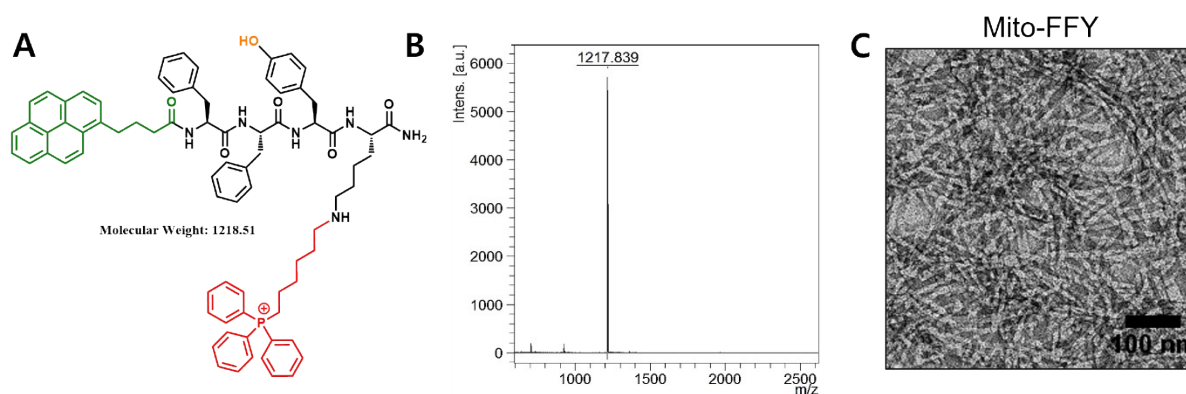 A
HO
O
O
O
O
NH₂
N
H
H
N
N
H
H
N
O
O
NH
Molecular Weight: 1218.51
P
⊕
B
1217.839
Intens. [a.u.]
6000
5000
4000
3000
2000
1000
0
1000
1500
2000
2500
m/z
C
Mito-FFY
100 nm